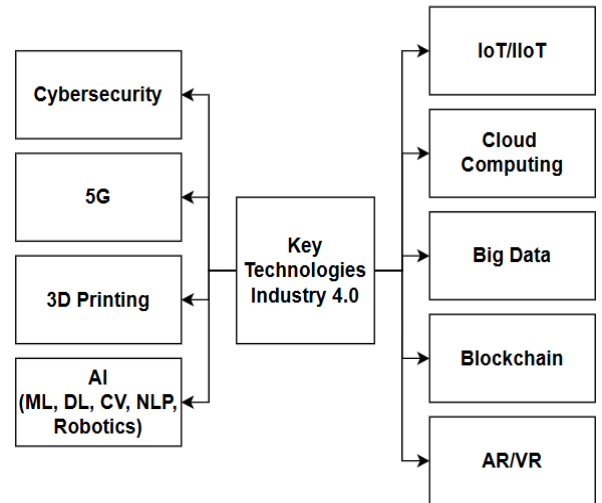 Cybersecurity
5G
3D Printing
AI
(ML, DL, CV, NLP,
Robotics)
Key
Technologies
Industry 4.0
IoT/IIoT
Cloud
Computing
Big Data
Blockchain
AR/VR